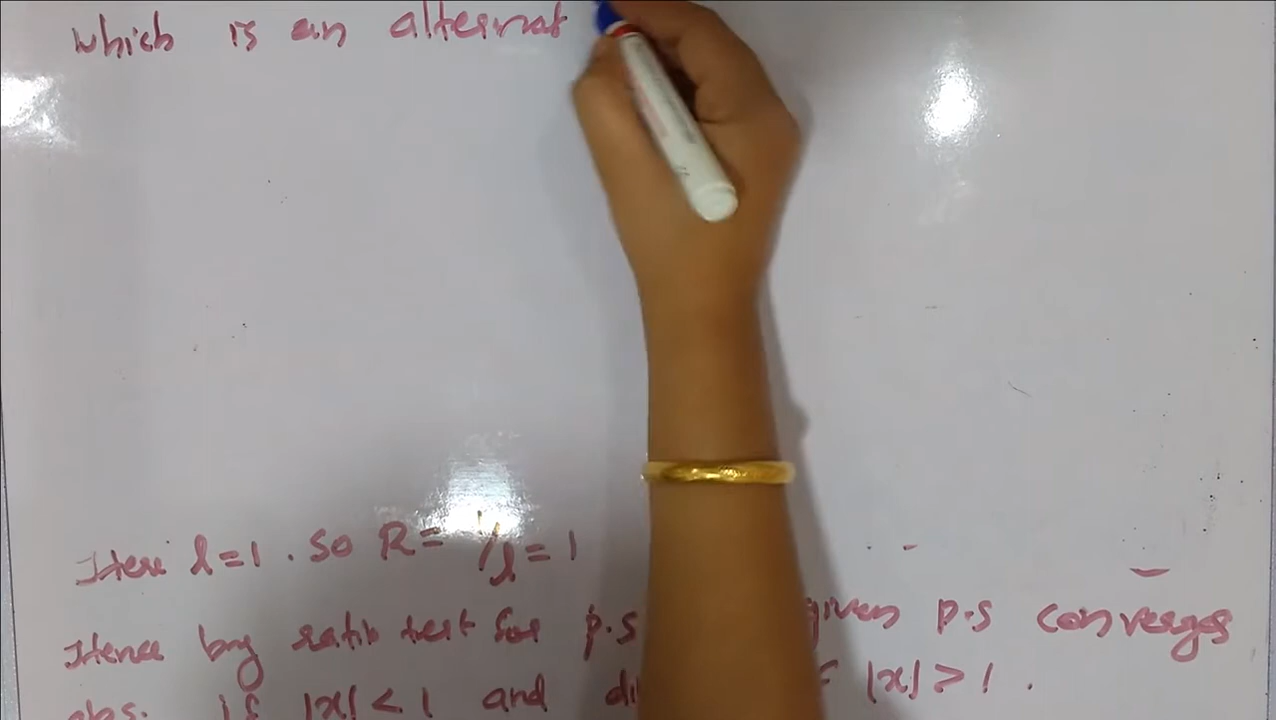 which is an alternat
Here l=1 . So R= 1/l = 1
Hence by ratio test for p.s given p.s converges
abs. if |x| < 1 and |x| > 1 .